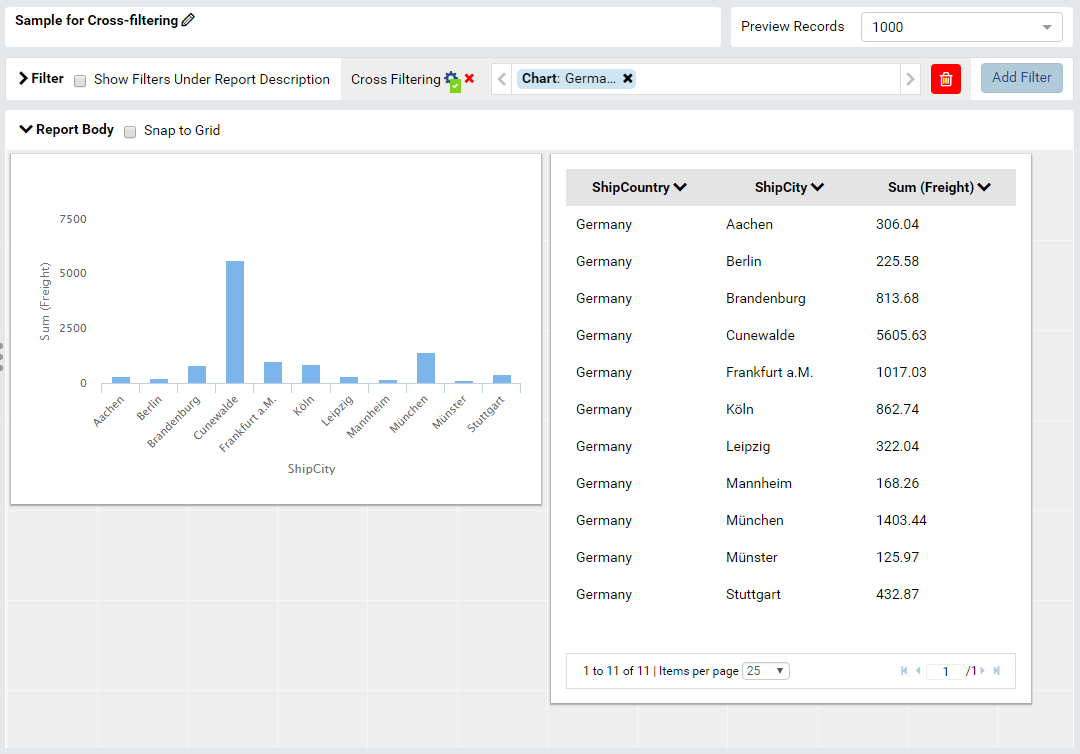 Sample for Cross-filtering
Preview Records 1000
Filter Show Filters Under Report Description Cross Filtering Chart: Germa... Add Filter
Report Body Snap to Grid
7500
5000
2500
0
Sum (Freight)
Aachen Berlin Brandenburg Cunewalde Frankfurt a.M. Köln Leipzig Mannheim München Münster Stuttgart
ShipCity
ShipCountry ShipCity Sum (Freight)
Germany Aachen 306.04
Germany Berlin 225.58
Germany Brandenburg 813.68
Germany Cunewalde 5605.63
Germany Frankfurt a.M. 1017.03
Germany Köln 862.74
Germany Leipzig 322.04
Germany Mannheim 168.26
Germany München 1403.44
Germany Münster 125.97
Germany Stuttgart 432.87
1 to 11 of 11 | Items per page 25 1 /1